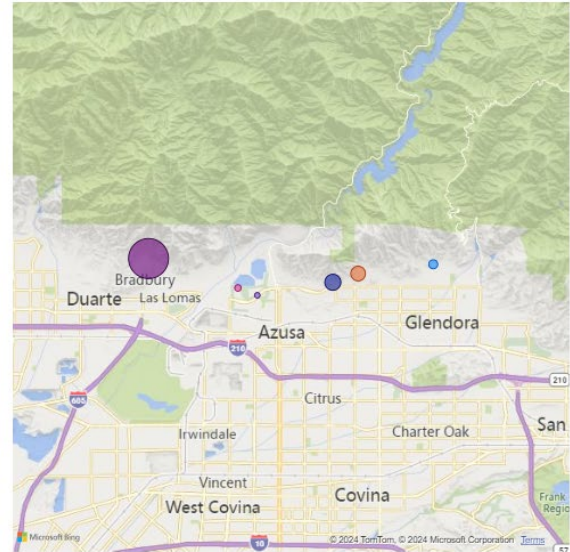 Bradbury
Duarte
Las Lomas
Azusa
Glendora
210
210
605
Citrus
Irwindale
Charter Oak
San
Vincent
West Covina
Covina
Frank
Regio
10
Microsoft Bing
© 2024 TomTom, © 2024 Microsoft Corporation Terms
57